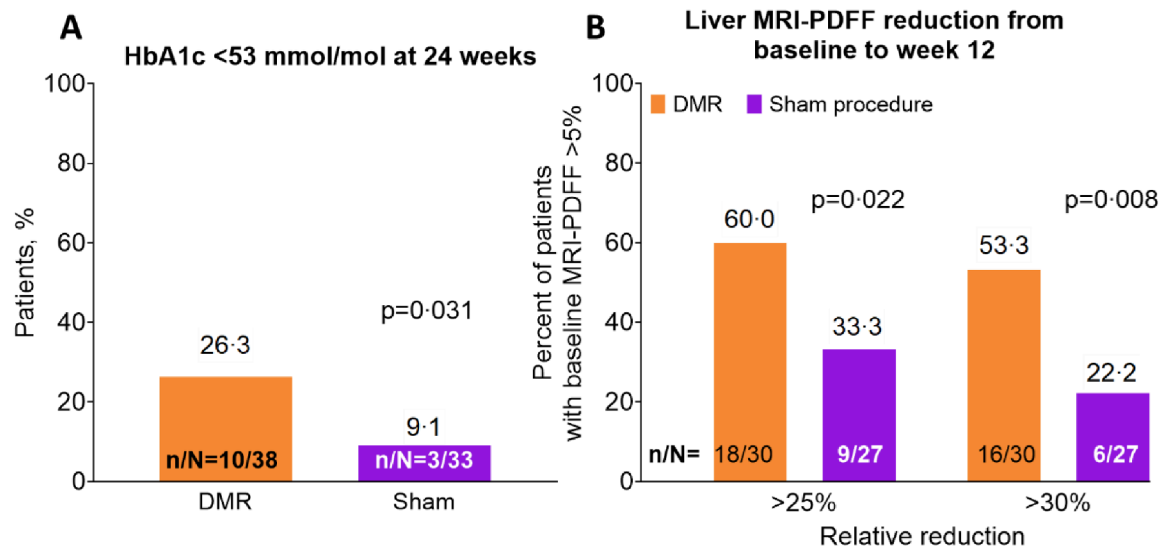 A
HbA1c <53 mmol/mol at 24 weeks
Patients, %
100
80
60
40
20
0
26·3
p=0·031
9·1
n/N=10/38
n/N=3/33
DMR
Sham
B
Liver MRI-PDFF reduction from
baseline to week 12
Percent of patients
with baseline MRI-PDFF >5%
100
80
60
40
20
0
DMR
Sham procedure
60·0
p=0·022
33·3
53·3
p=0·008
22·2
n/N=
18/30
9/27
16/30
6/27
>25%
>30%
Relative reduction